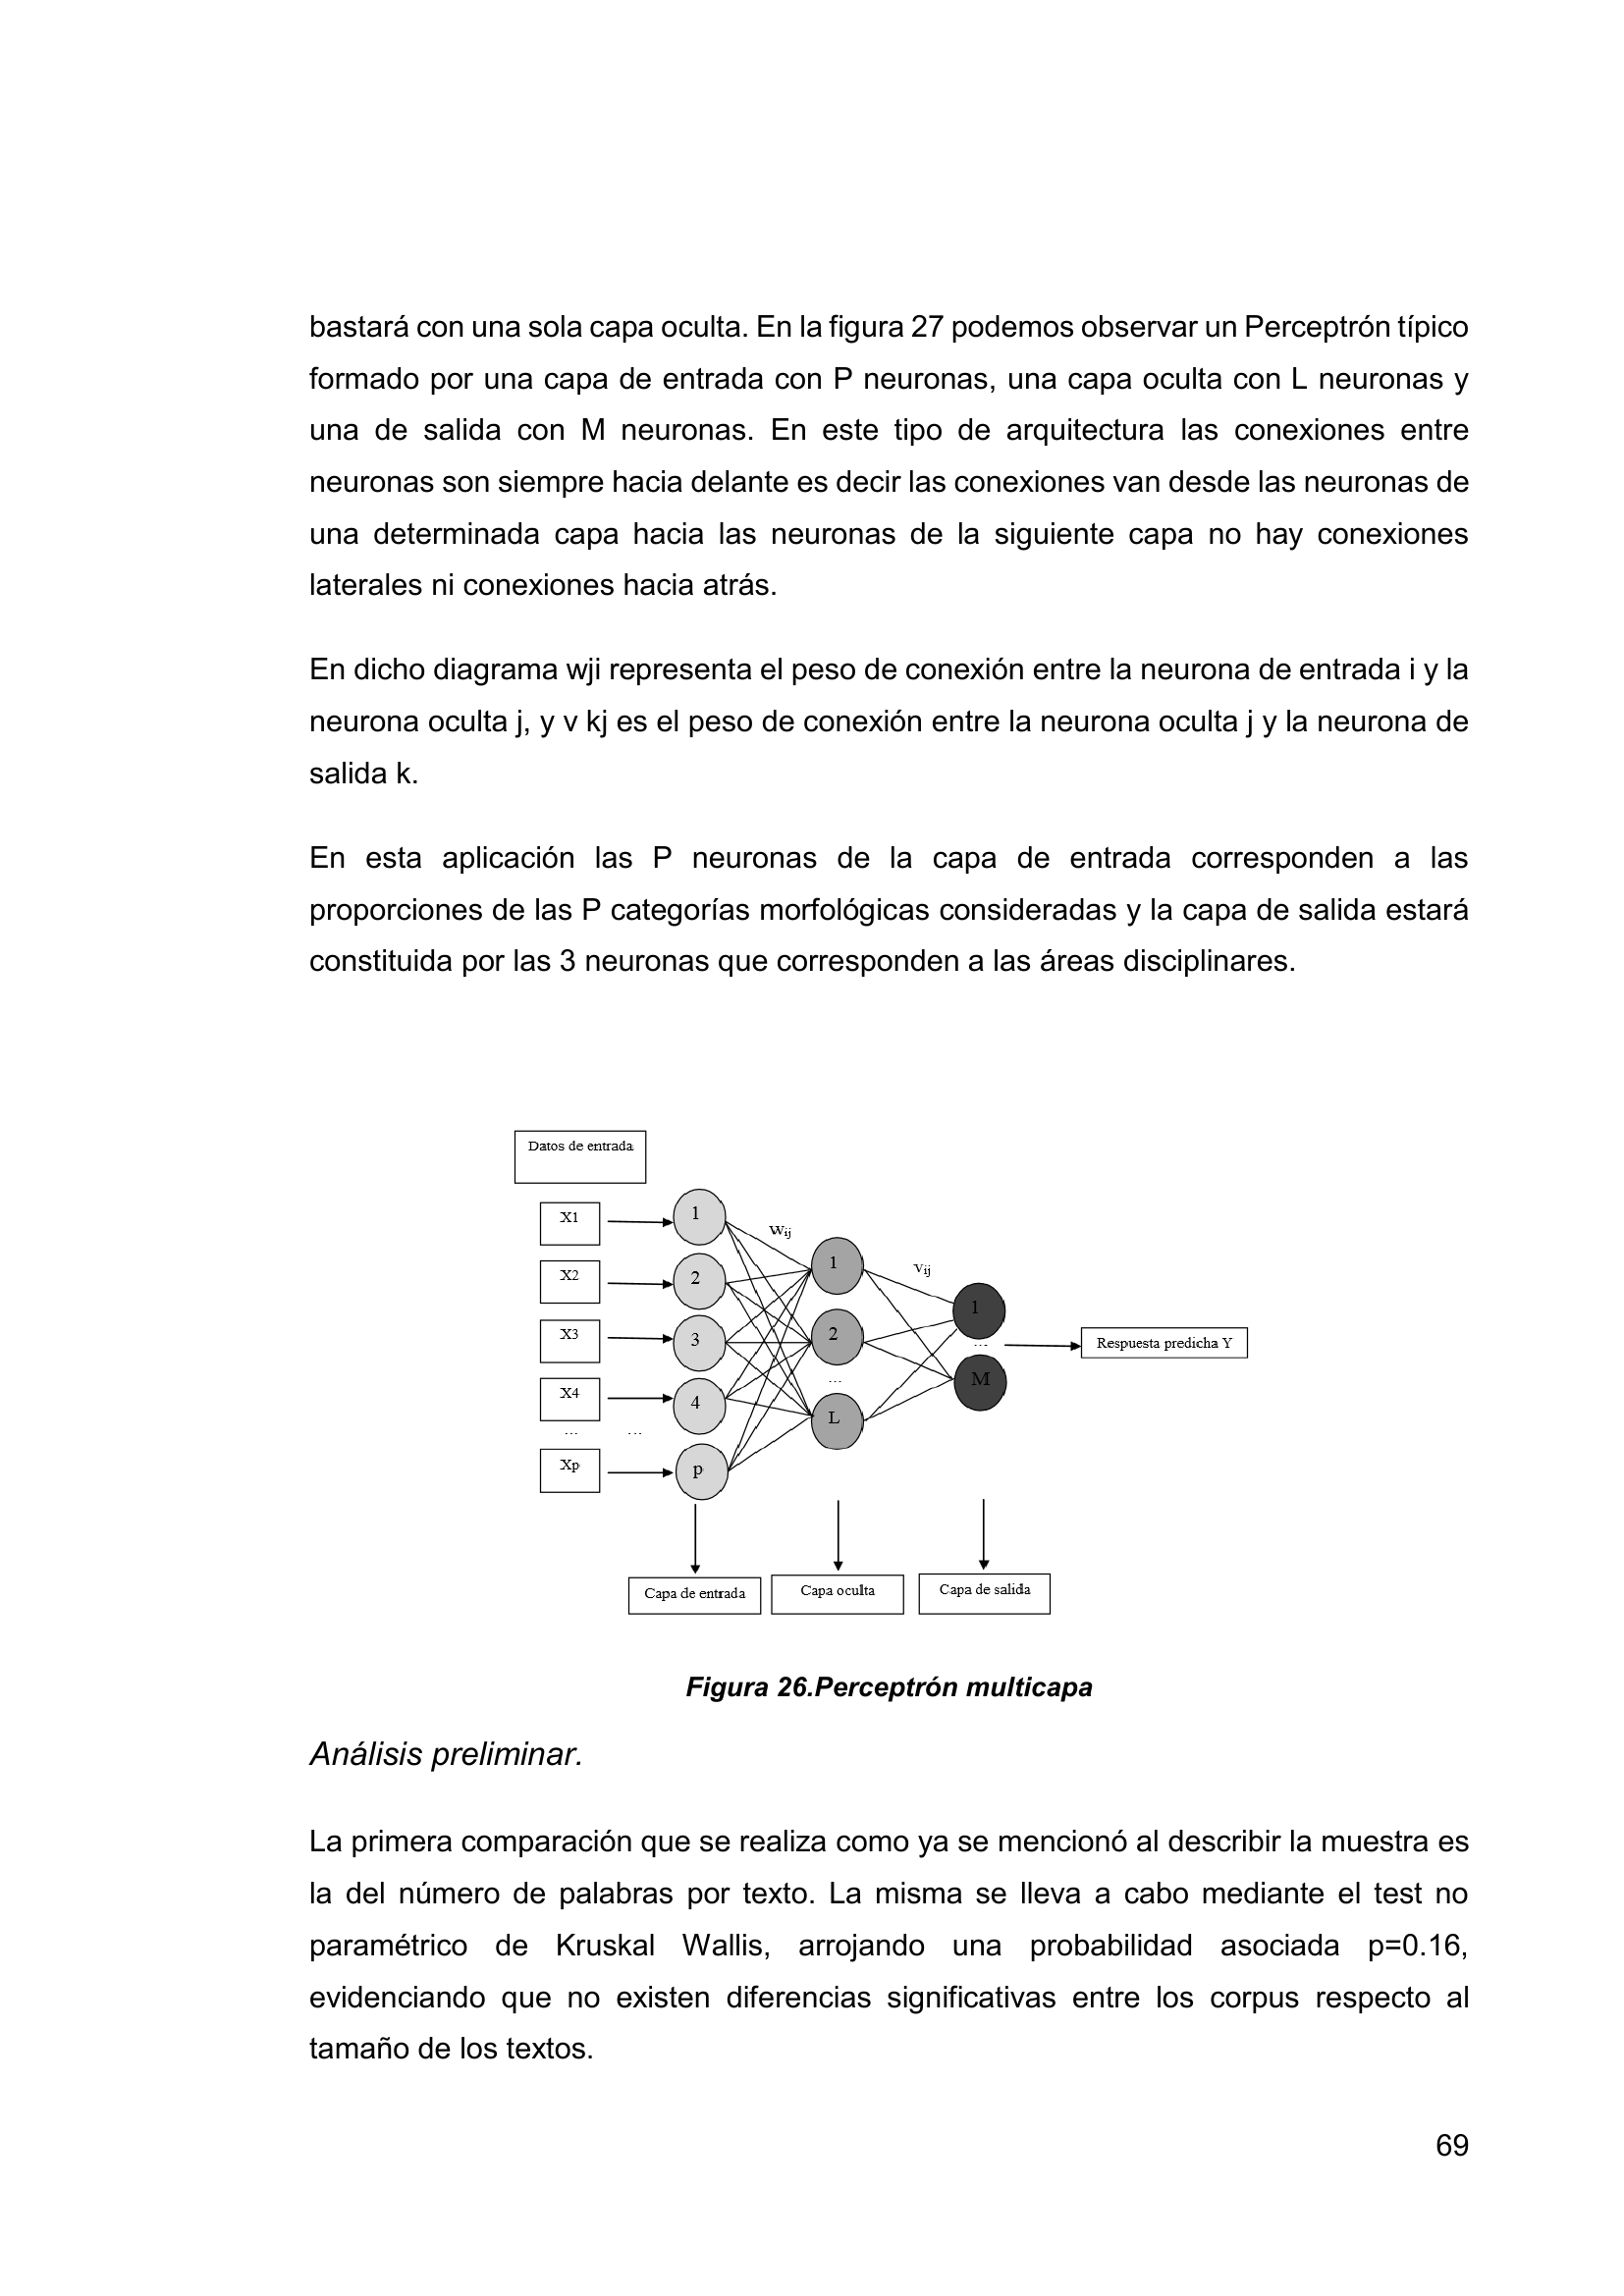 bastará con una sola capa oculta. En la figura 27 podemos observar un Perceptrón típico
formado por una capa de entrada con P neuronas, una capa oculta con L neuronas y
una de salida con M neuronas. En este tipo de arquitectura las conexiones entre
neuronas son siempre hacia delante es decir las conexiones van desde las neuronas de
una determinada capa hacia las neuronas de la siguiente capa no hay conexiones
laterales ni conexiones hacia atrás.
En dicho diagrama wji representa el peso de conexión entre la neurona de entrada i y la
neurona oculta j, y v kj es el peso de conexión entre la neurona oculta j y la neurona de
salida k.
En esta aplicación las P neuronas de la capa de entrada corresponden a las
proporciones de las P categorías morfológicas consideradas y la capa de salida estará
constituida por las 3 neuronas que corresponden a las áreas disciplinares.
Datos de entrada
X1
1
wij
X2
2
1
vij
X3
3
2
1
...
Respuesta predicha Y
X4
4
...
M
... ...
L
Xp
p
Capa de entrada
Capa oculta
Capa de salida
Figura 26.Perceptrón multicapa
Análisis preliminar.
La primera comparación que se realiza como ya se mencionó al describir la muestra es
la del número de palabras por texto. La misma se lleva a cabo mediante el test no
paramétrico de Kruskal Wallis, arrojando una probabilidad asociada p=0.16,
evidenciando que no existen diferencias significativas entre los corpus respecto al
tamaño de los textos.
69